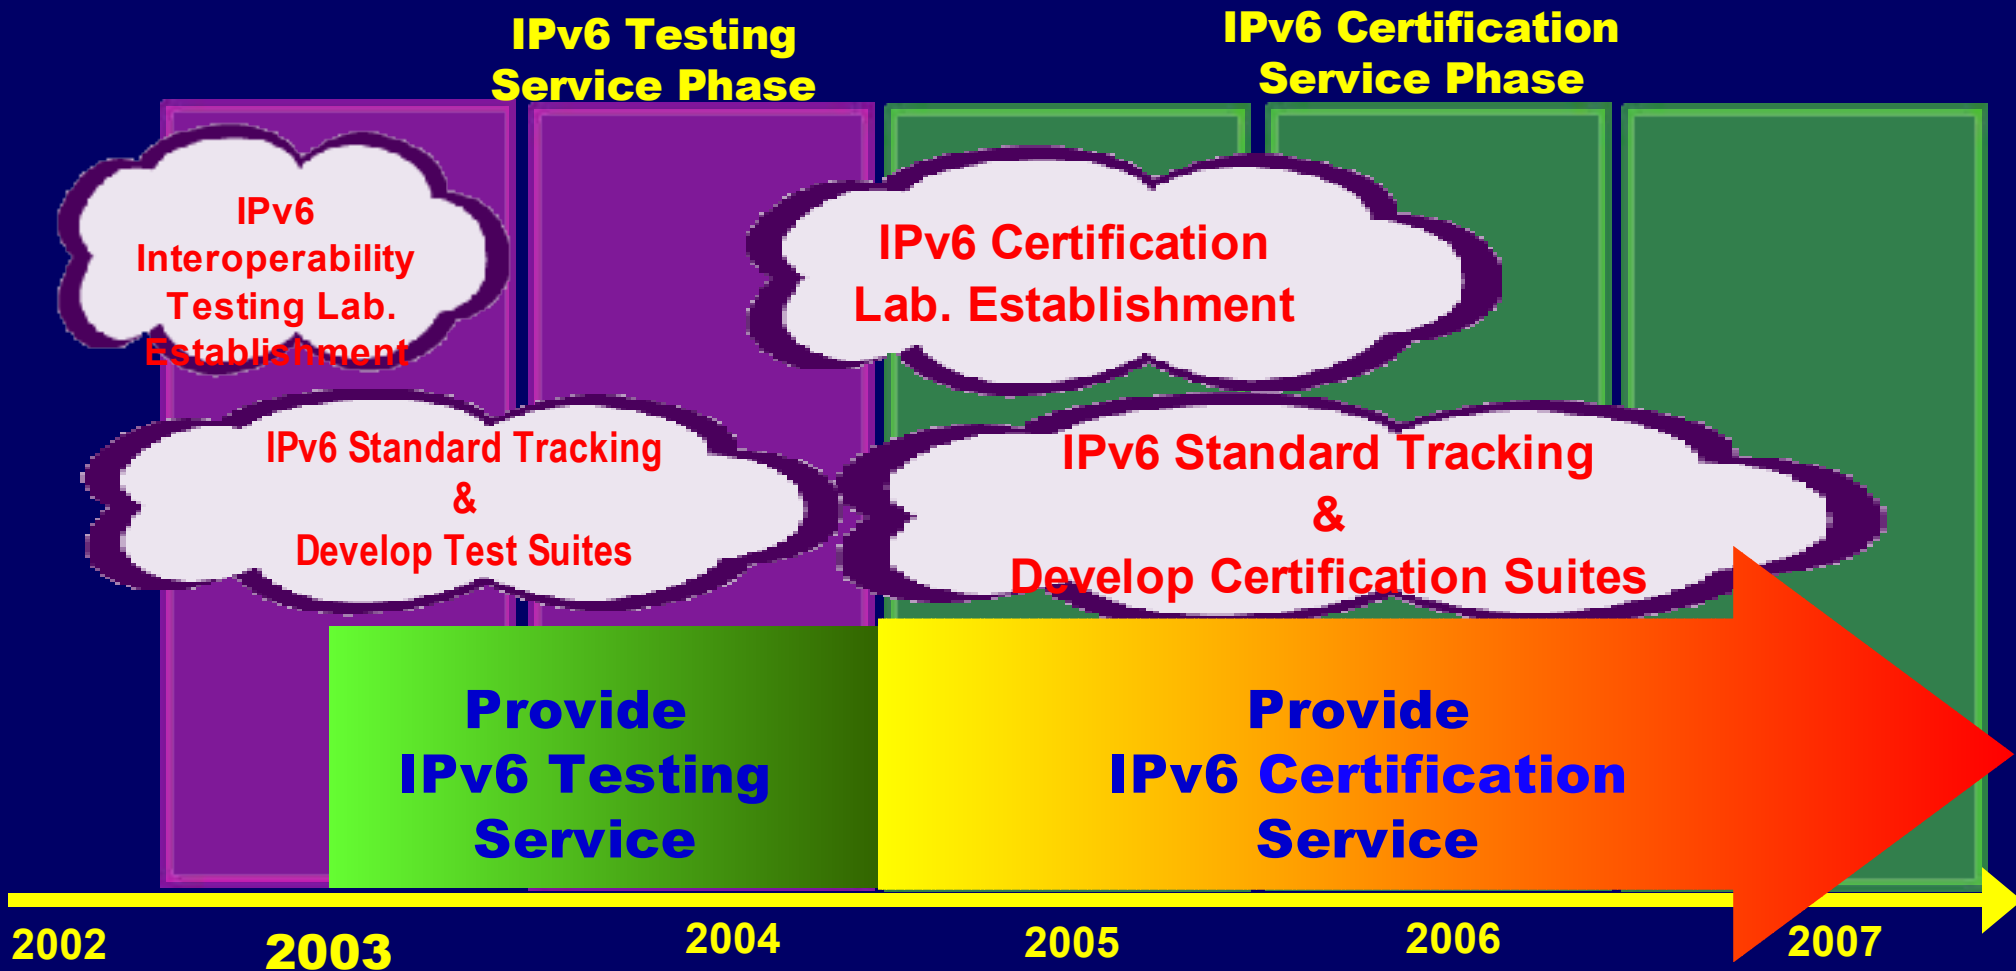 IPv6 Testing
Service Phase
IPv6 Certification
Service Phase
IPv6
Interoperability
Testing Lab.
Establishment
IPv6 Certification
Lab. Establishment
IPv6 Standard Tracking
&
Develop Test Suites
IPv6 Standard Tracking
&
Develop Certification Suites
Provide
IPv6 Testing
Service
Provide
IPv6 Certification
Service
2002
2003
2004
2005
2006
2007